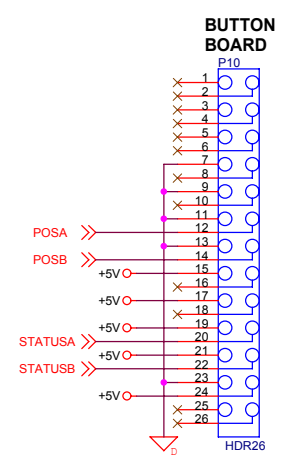 BUTTON
BOARD
P10
1
2
3
4
5
6
7
8
9
10
11
POSA 12
13
POSB 14
+5V 15
16
+5V 17
18
+5V 19
STATUSA 20
+5V 21
STATUSB 22
23
+5V 24
25
26
D HDR26